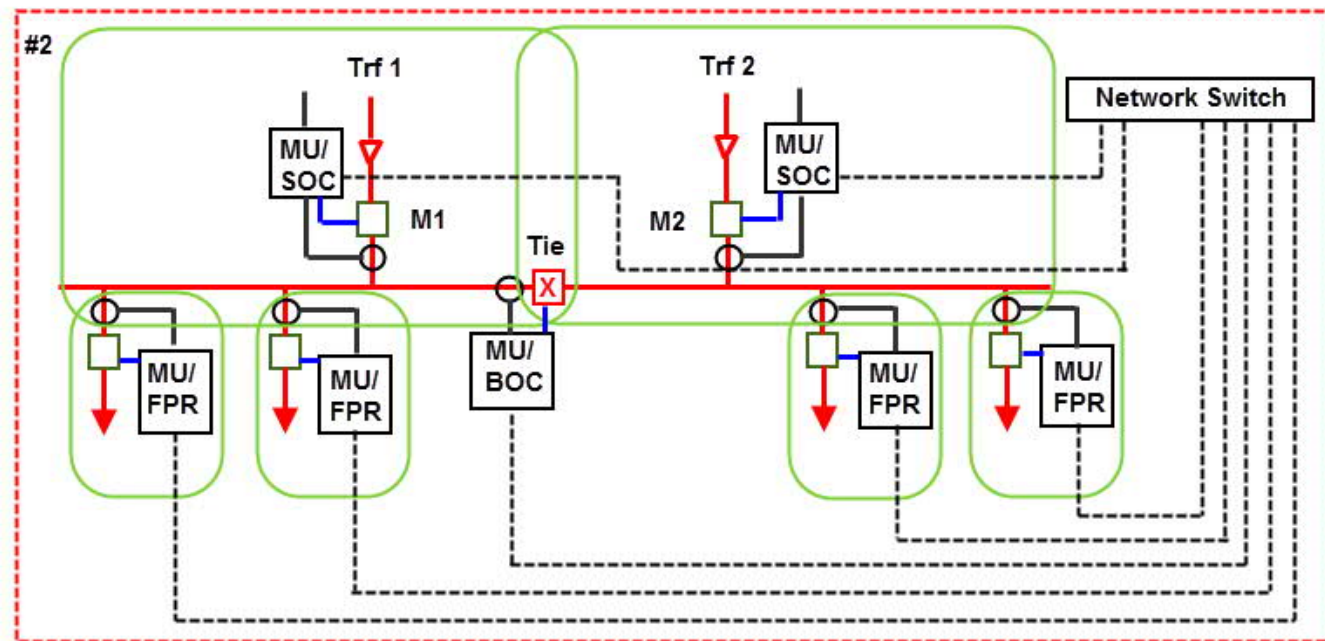 #2
Trf 1
Trf 2
Network Switch
MU/
SOC
MU/
SOC
M1
M2
Tie
X
MU/
FPR
MU/
FPR
MU/
BOC
MU/
FPR
MU/
FPR